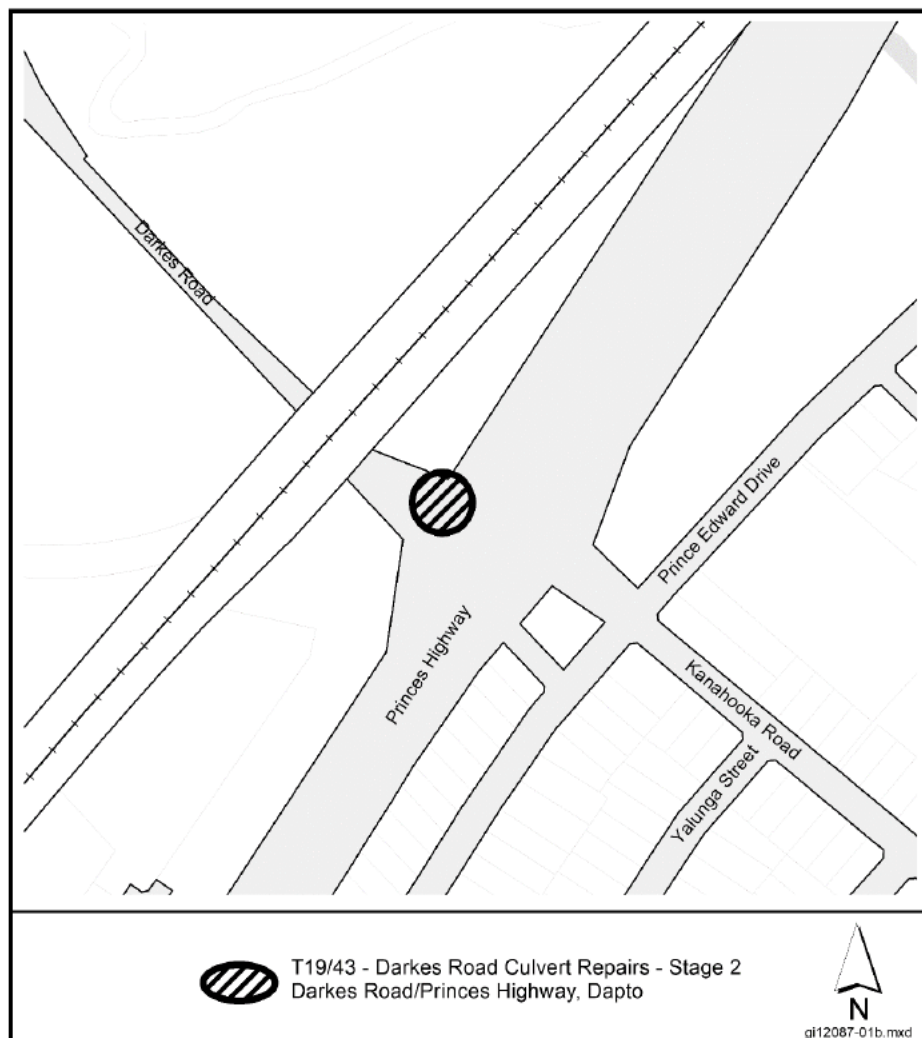 Darkes Road
Prince Edward Drive
Princes Highway
Kanahooka Road
Yalunga Street
T19/43 - Darkes Road Culvert Repairs - Stage 2
Darkes Road/Princes Highway, Dapto
N
gi12087-01b.mxd